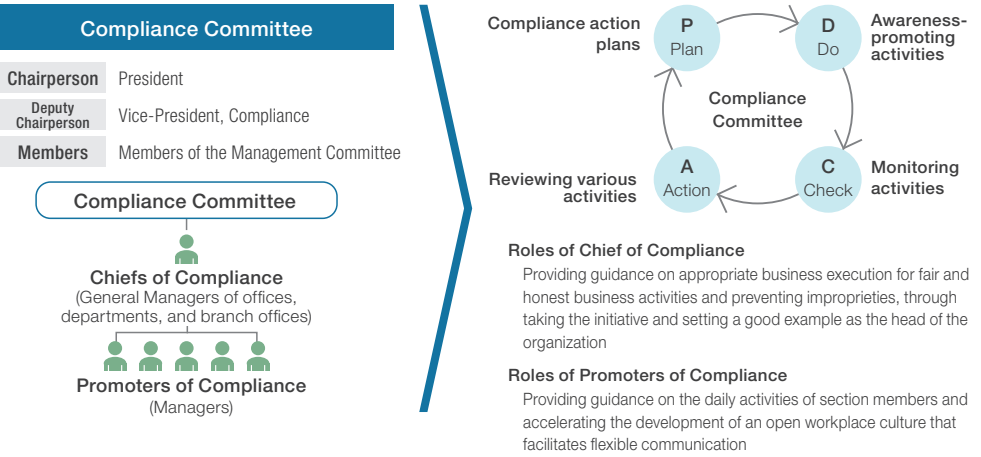 Compliance Committee
Chairperson
President
Deputy
Chairperson
Vice-President, Compliance
Members
Members of the Management Committee
Compliance Committee
Chiefs of Compliance
(General Managers of offices,
departments, and branch offices)
Promoters of Compliance
(Managers)
Compliance action
plans
P
Plan
D
Do
Awareness-
promoting
activities
Compliance
Committee
Reviewing various
activities
A
Action
C
Check
Monitoring
activities
Roles of Chief of Compliance
Providing guidance on appropriate business execution for fair and
honest business activities and preventing improprieties, through
taking the initiative and setting a good example as the head of the
organization
Roles of Promoters of Compliance
Providing guidance on the daily activities of section members and
accelerating the development of an open workplace culture that
facilitates flexible communication